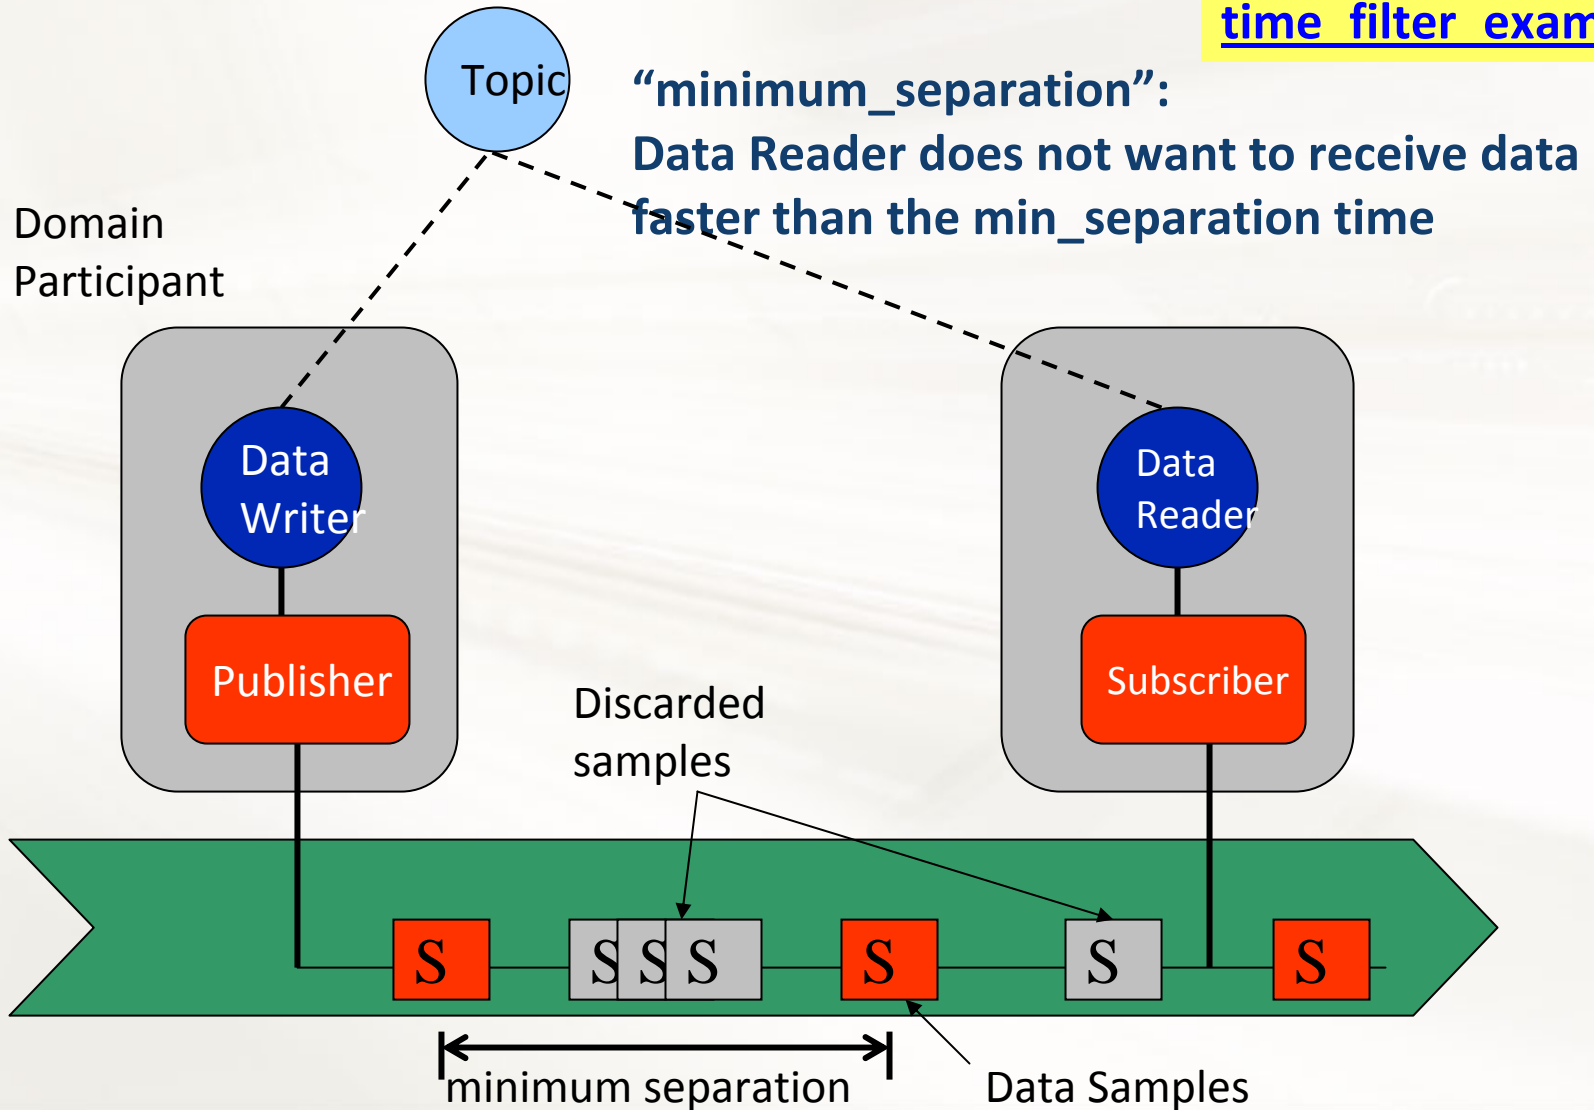 time_filter_exam
Topic
“minimum_separation”:
Data Reader does not want to receive data
faster than the min_separation time
Domain
Participant
Data
Writer
Data
Reader
Publisher
Subscriber
Discarded
samples
S
S
S
S
S
S
S
minimum separation
Data Samples